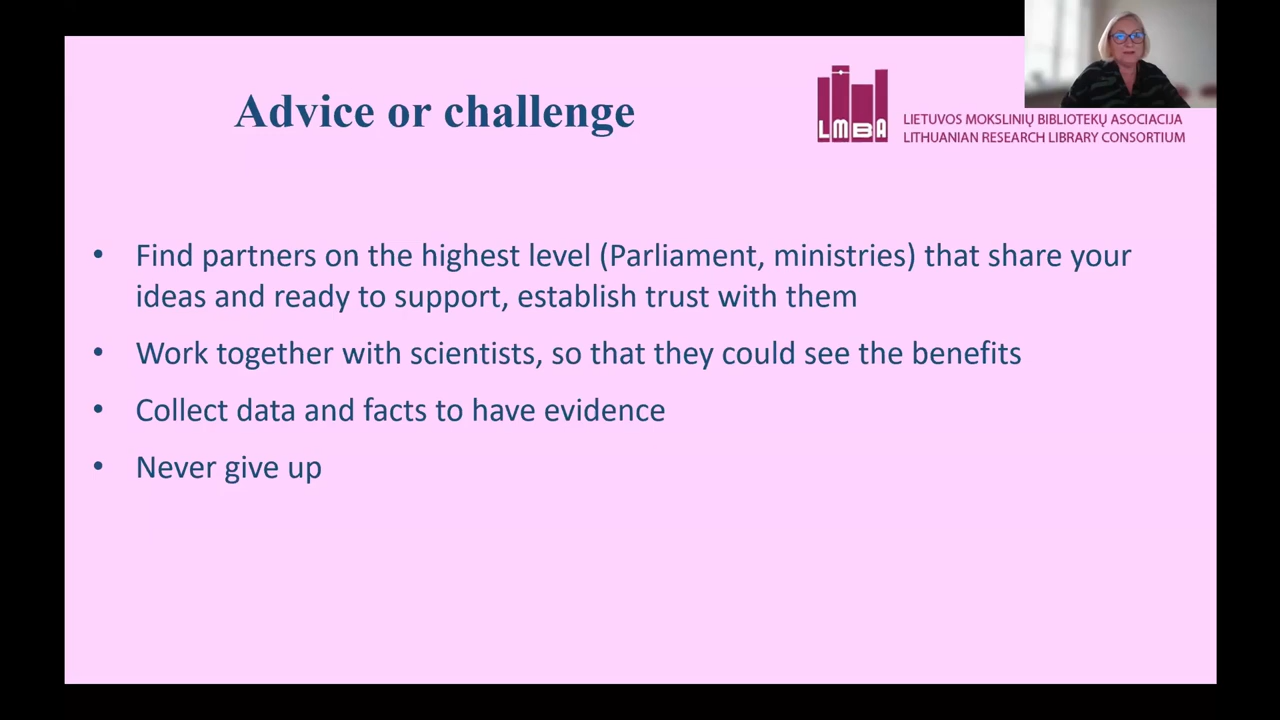 Advice or challenge
LMBA
LIETUVOS MOKSLINIŲ BIBLIOTEKŲ ASOCIACIJA
LITHUANIAN RESEARCH LIBRARY CONSORTIUM
• Find partners on the highest level (Parliament, ministries) that share your
ideas and ready to support, establish trust with them
• Work together with scientists, so that they could see the benefits
• Collect data and facts to have evidence
• Never give up